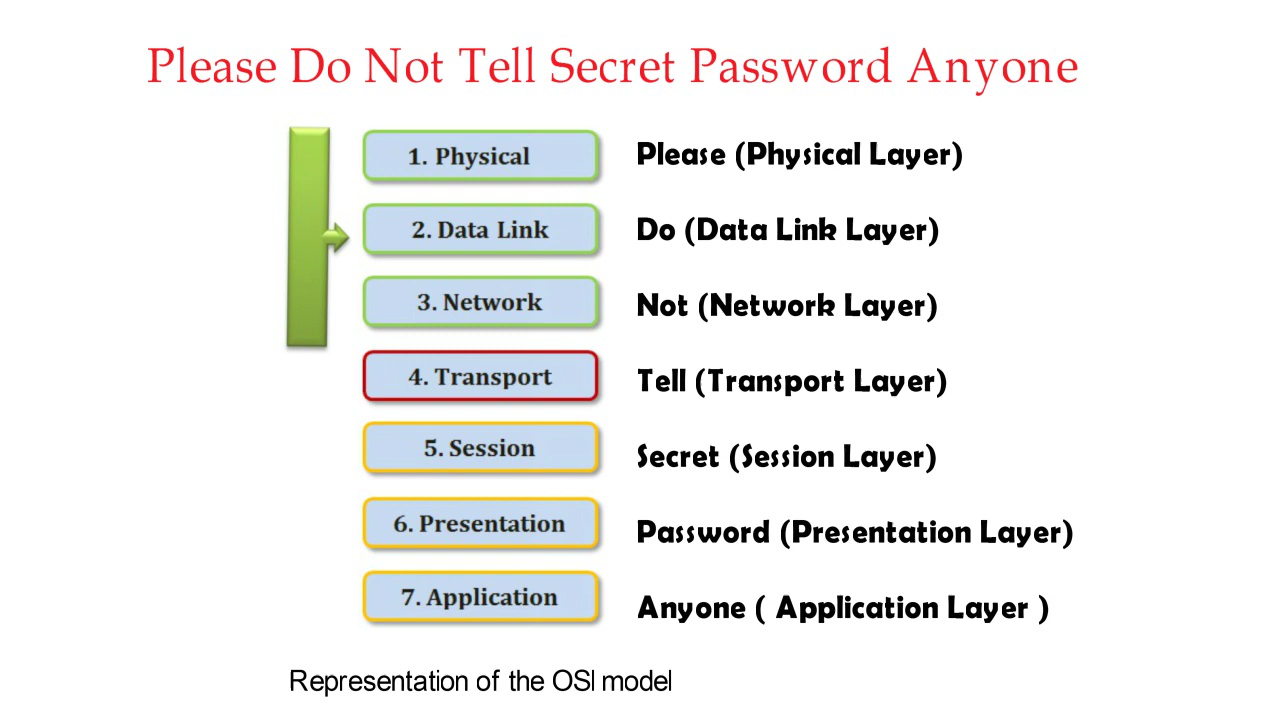 Please Do Not Tell Secret Password Anyone
1. Physical Please (Physical Layer)
2. Data Link Do (Data Link Layer)
3. Network Not (Network Layer)
4. Transport Tell (Transport Layer)
5. Session Secret (Session Layer)
6. Presentation Password (Presentation Layer)
7. Application Anyone ( Application Layer )
Representation of the OSI model